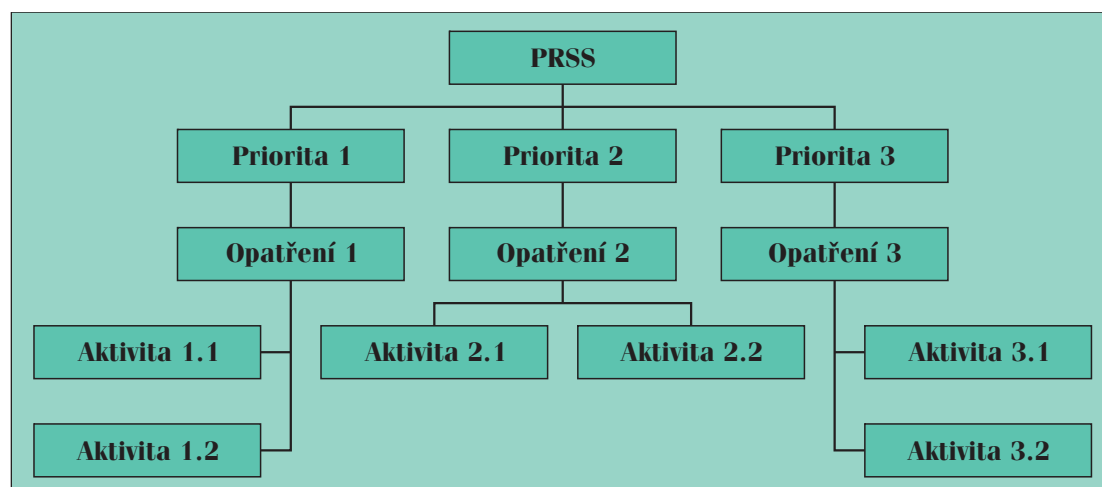 PRSS
Priorita 1
Priorita 2
Priorita 3
Opatření 1
Opatření 2
Opatření 3
Aktivita 1.1
Aktivita 2.1
Aktivita 2.2
Aktivita 3.1
Aktivita 1.2
Aktivita 3.2